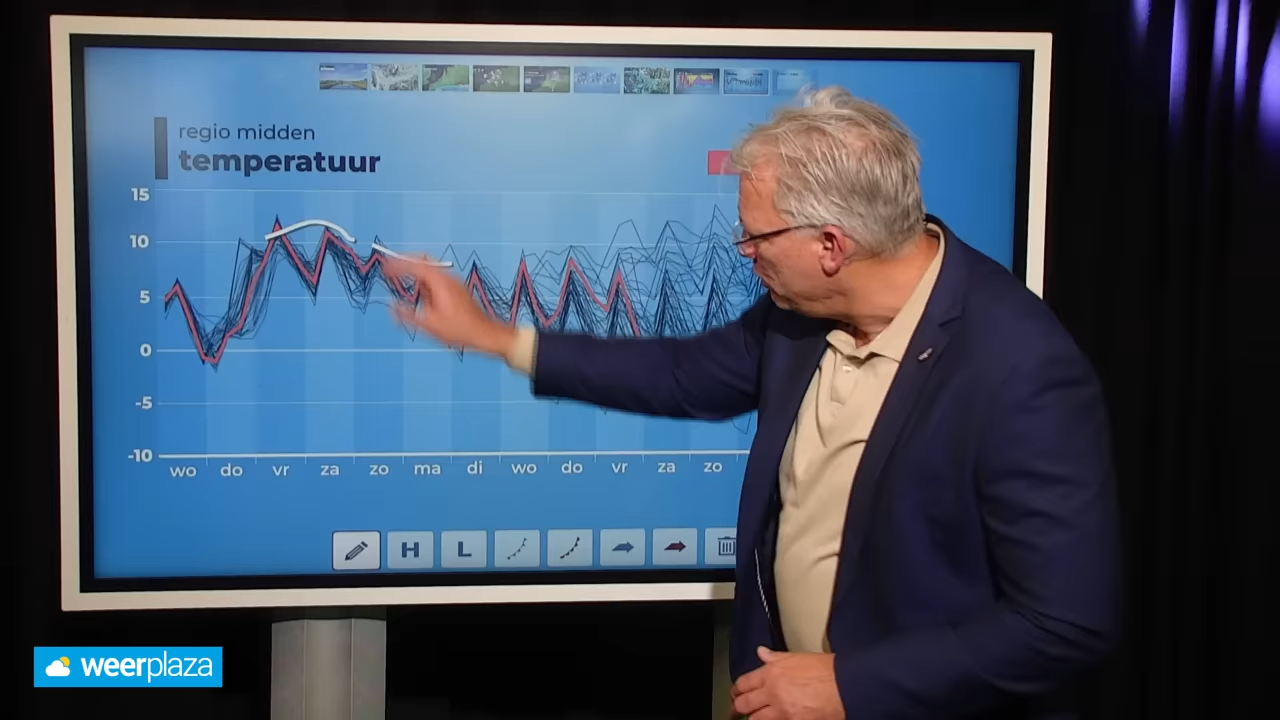 regio midden
temperatuur
15
10
5
0
-5
-10
wo do vr za zo ma di wo do vr za zo
H L
weerplaza